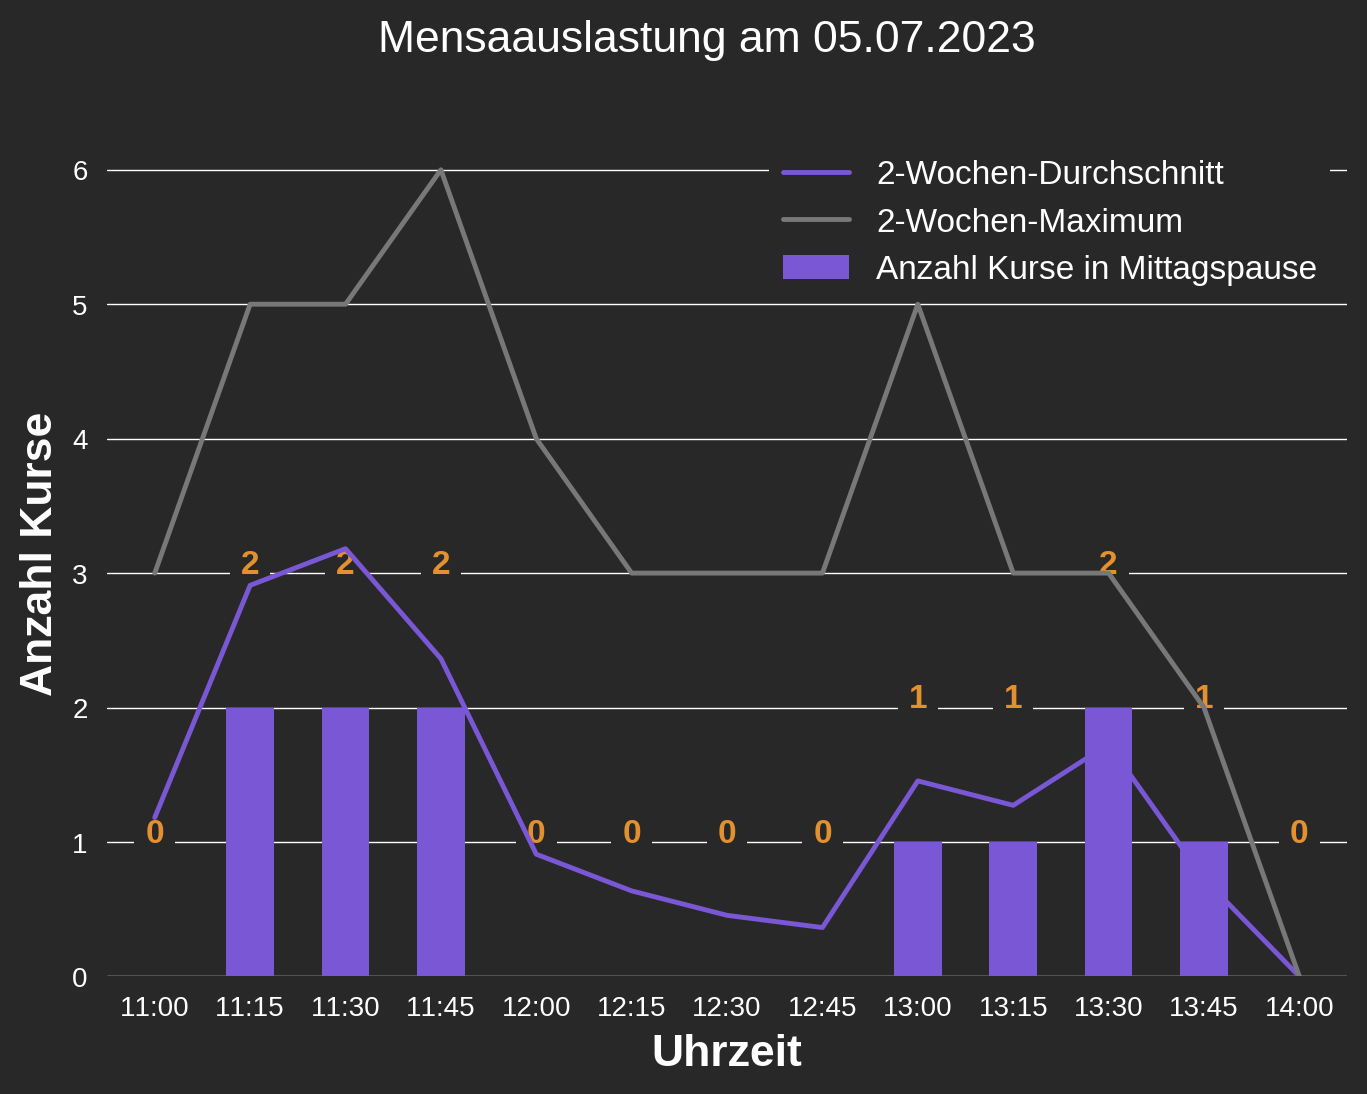 Mensaauslastung am 05.07.2023
2-Wochen-Durchschnitt
2-Wochen-Maximum
Anzahl Kurse in Mittagspause
Anzahl Kurse
6
5
4
3
2
1
0
0
2
2
2
0
0
0
0
1
1
2
1
0
11:00 11:15 11:30 11:45 12:00 12:15 12:30 12:45 13:00 13:15 13:30 13:45 14:00
Uhrzeit